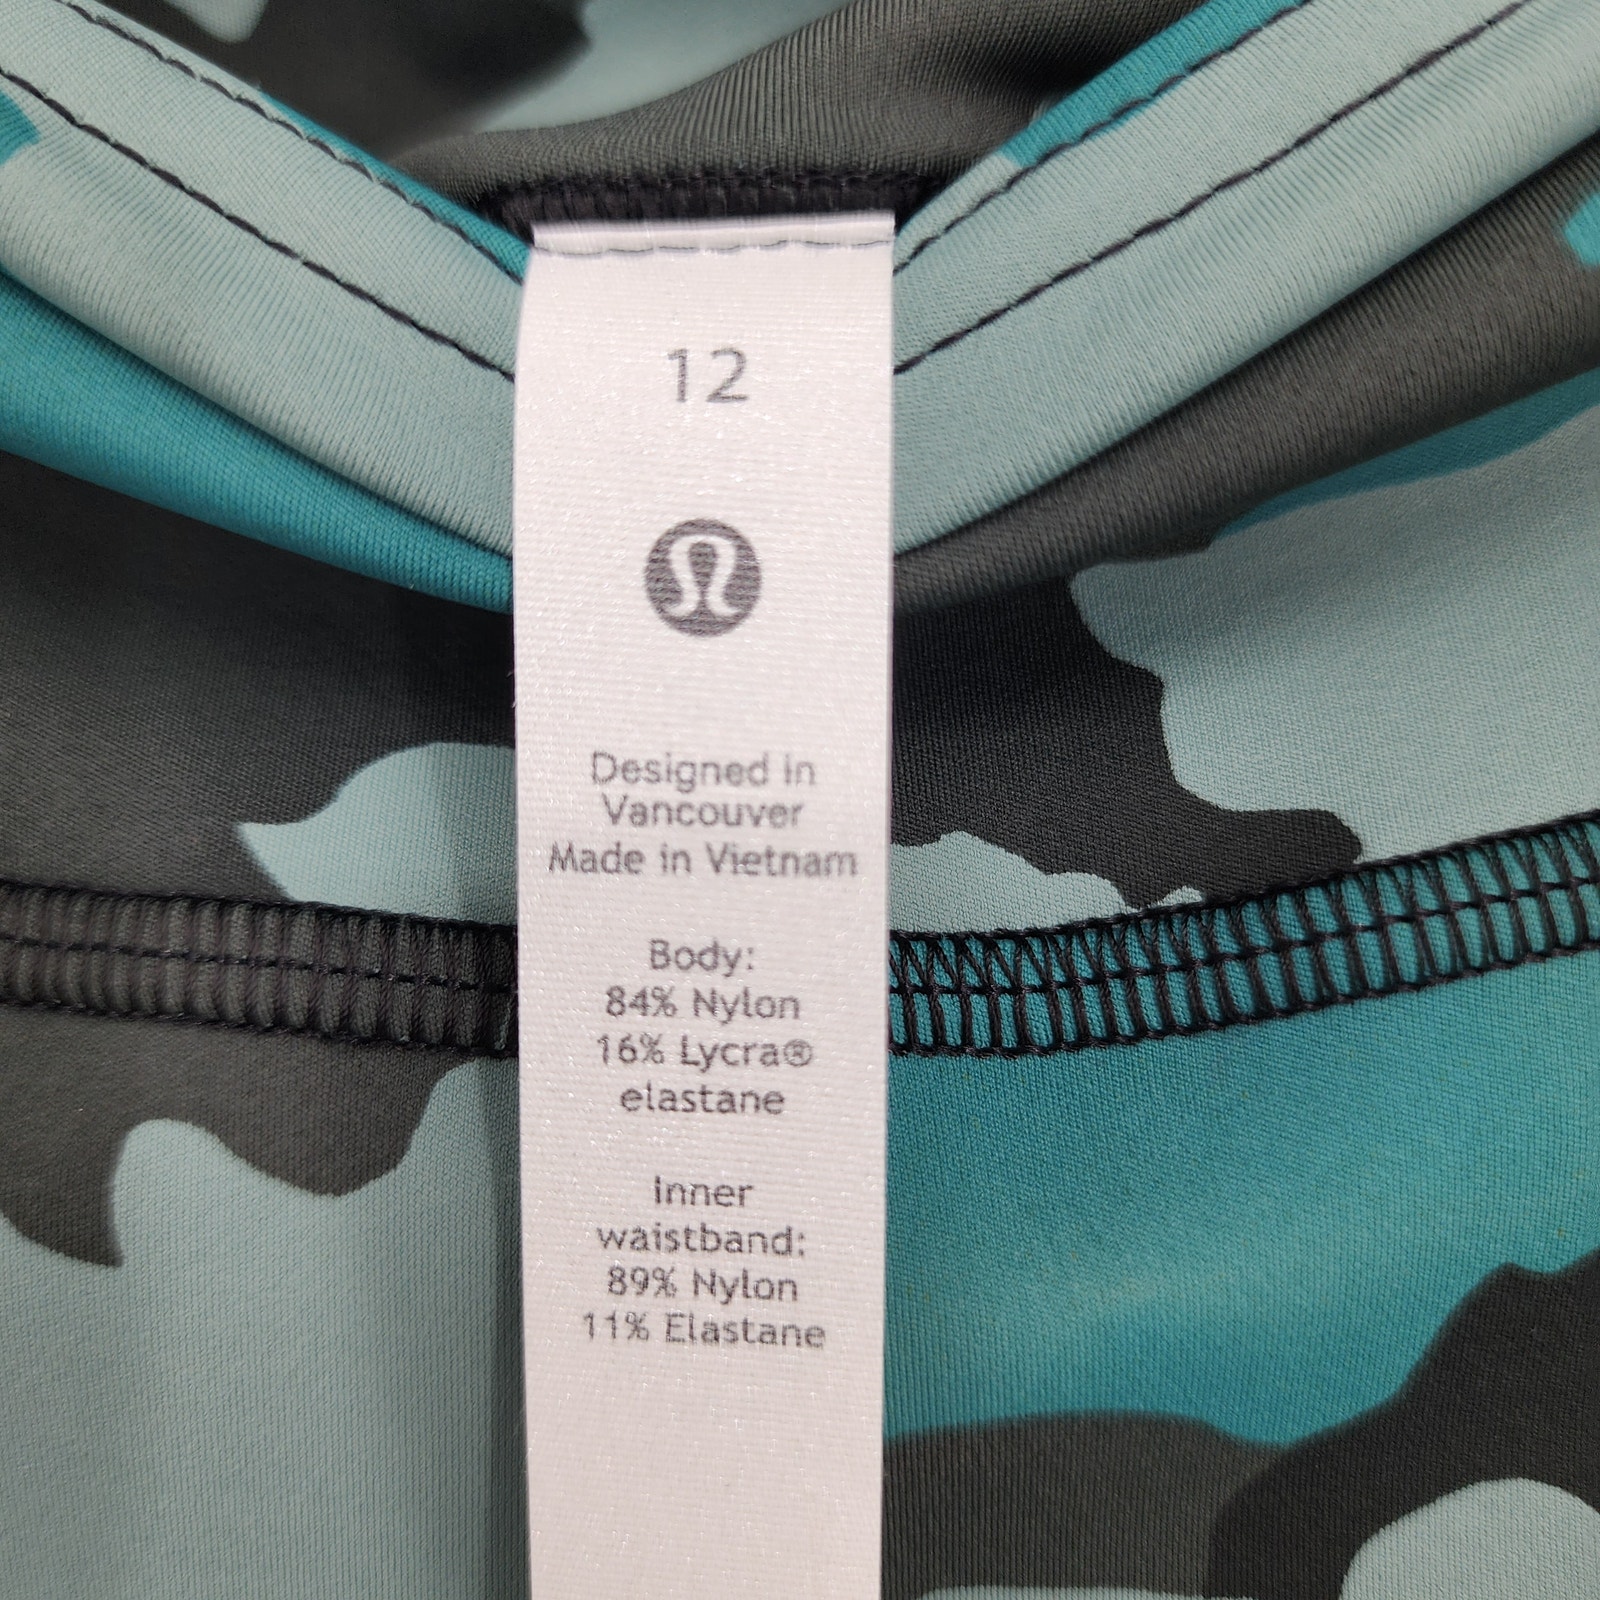 12
Designed in
Vancouver
Made in Vietnam
Body:
84% Nylon
16% Lycra®
elastane
Inner
waistband:
89% Nylon
11% Elastane